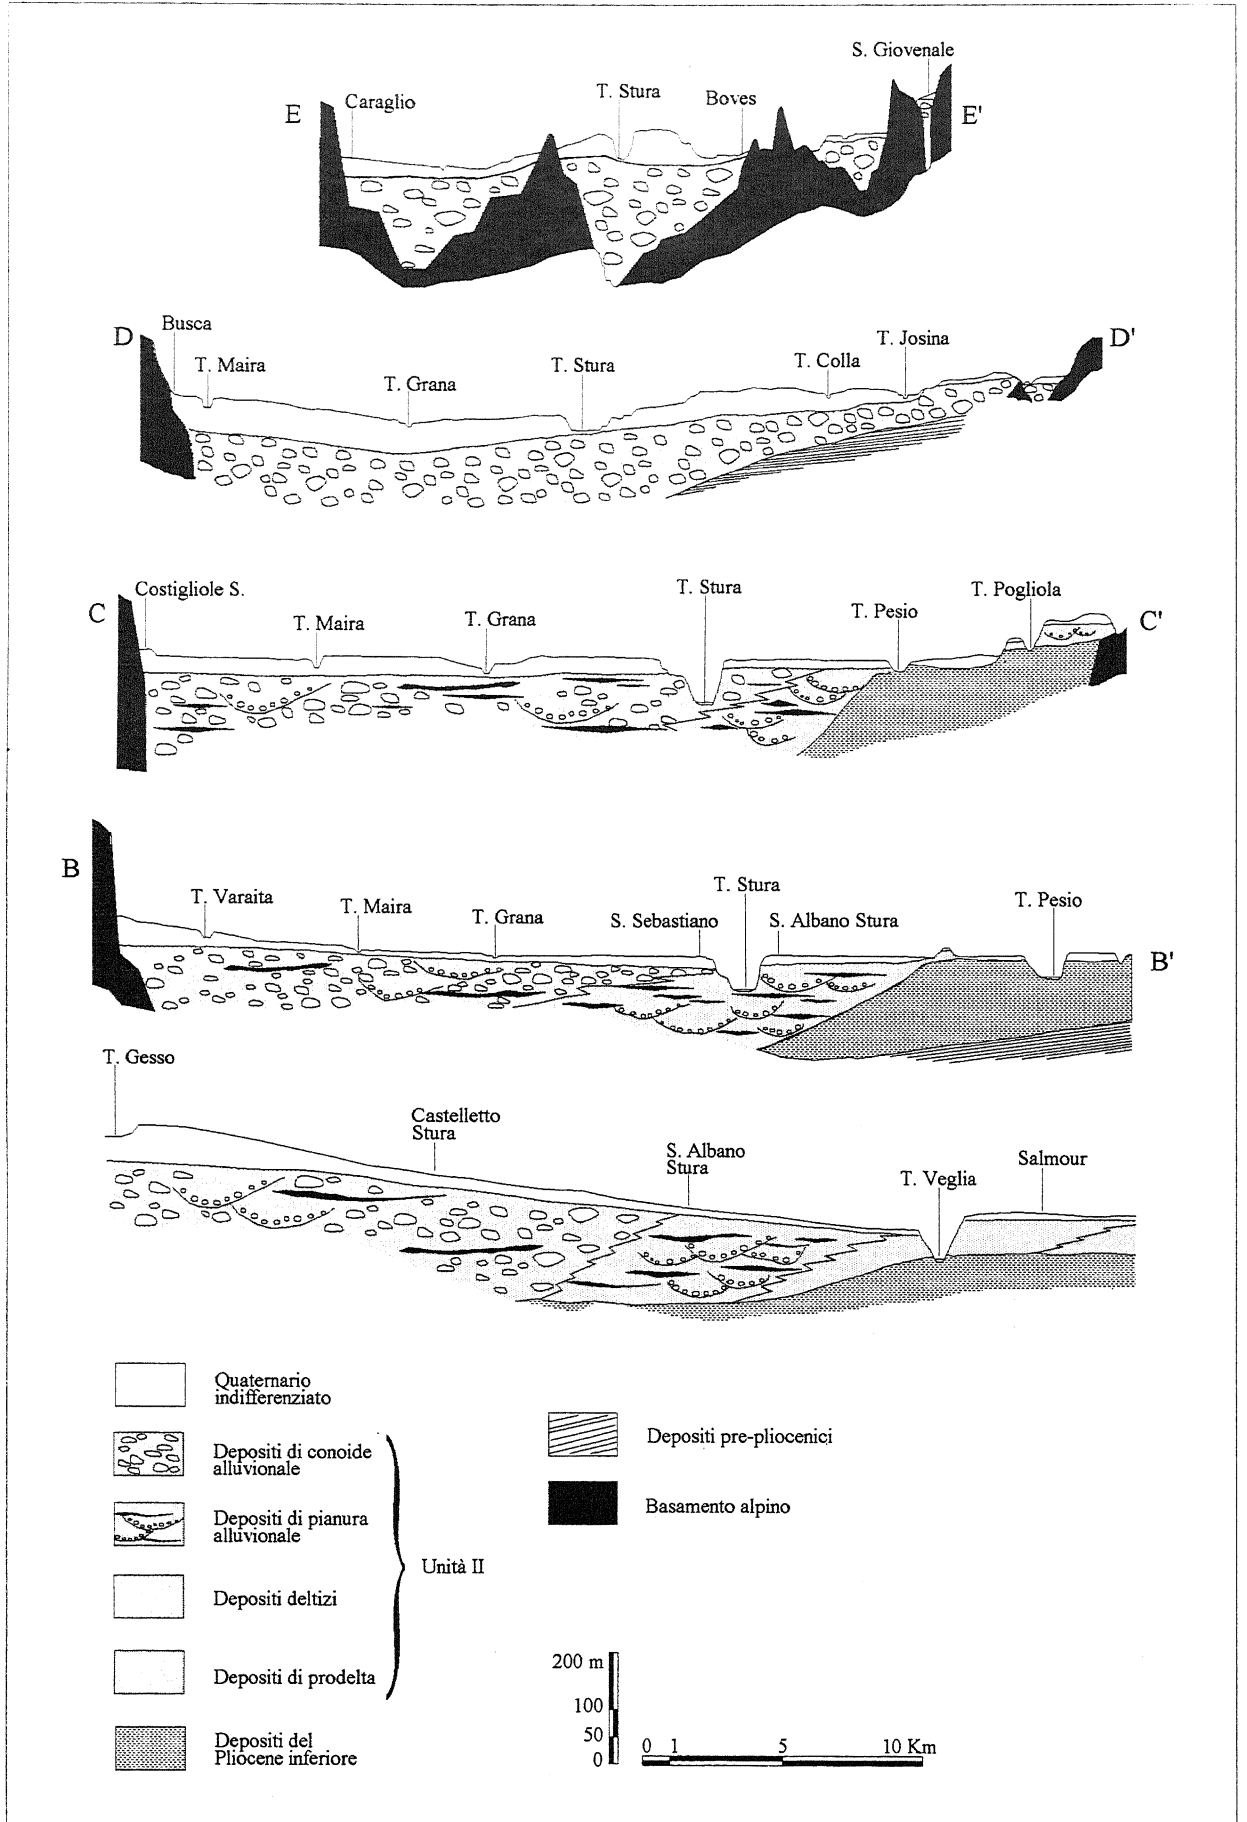 S. Giovenale
E
Caraglio
T. Stura
Boves
E'
D
Busca
T. Maira
T. Grana
T. Stura
T. Colla
T. Josina
D'
C
Costigliole S.
T. Maira
T. Grana
T. Stura
T. Pesio
T. Pogliola
C'
B
T. Varaita
T. Maira
T. Grana
S. Sebastiano
T. Stura
S. Albano Stura
T. Pesio
B'
T. Gesso
Castelletto
Stura
S. Albano
Stura
T. Veglia
Salmour
Quaternario
indifferenziato
Depositi di conoide
alluvionale
Depositi di pianura
alluvionale
Depositi deltizi
Depositi di prodelta
Unità II
Depositi del
Pliocene inferiore
Depositi pre-pliocenici
Basamento alpino
200 m
100
50
0
0 1 5 10 Km